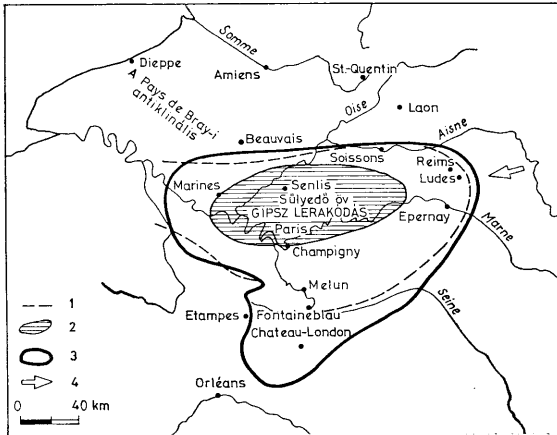 Somme
Dieppe
Amiens
St.-Quentin
A Pays de Bray-i
antiklinális
Oise
Laon
Beauvais
Aisne
Soissons
Reims
Ludes
Marines
Senlis
Sűlyedő öv
GIPSZ LERAKODÁS
Paris
Epernay
Marne
Champigny
Melun
Seine
Etampes
Fontaineblau
Chateau-London
Orléans
1
2
3
4
0 40 km